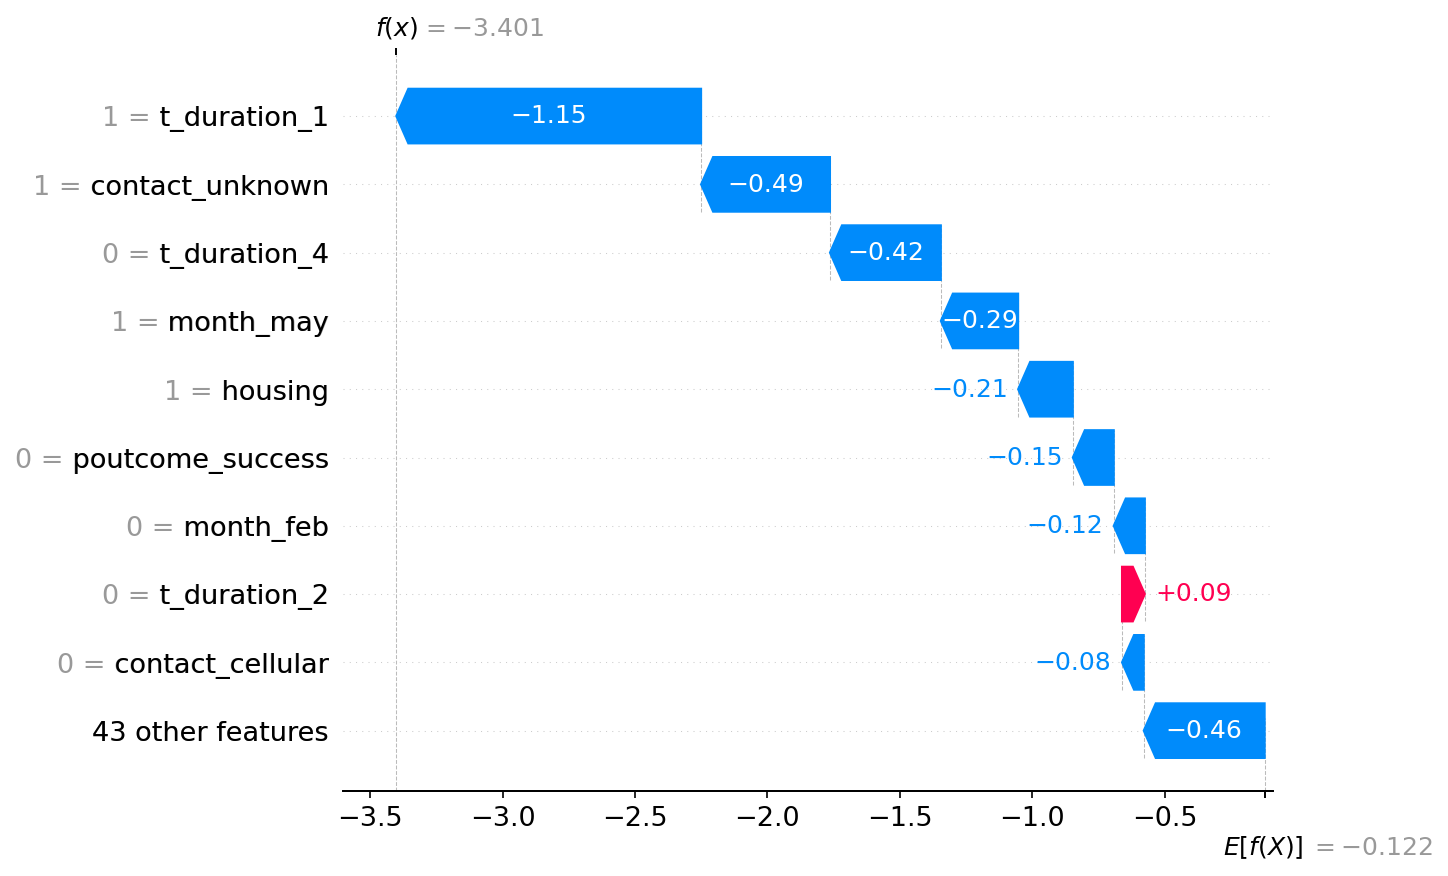 f(x) = −3.401
1 = t_duration_1 −1.15
1 = contact_unknown −0.49
0 = t_duration_4 −0.42
1 = month_may −0.29
1 = housing −0.21
0 = poutcome_success −0.15
0 = month_feb −0.12
0 = t_duration_2 +0.09
0 = contact_cellular −0.08
43 other features −0.46
−3.5 −3.0 −2.5 −2.0 −1.5 −1.0 −0.5
E[f(X)] = −0.122